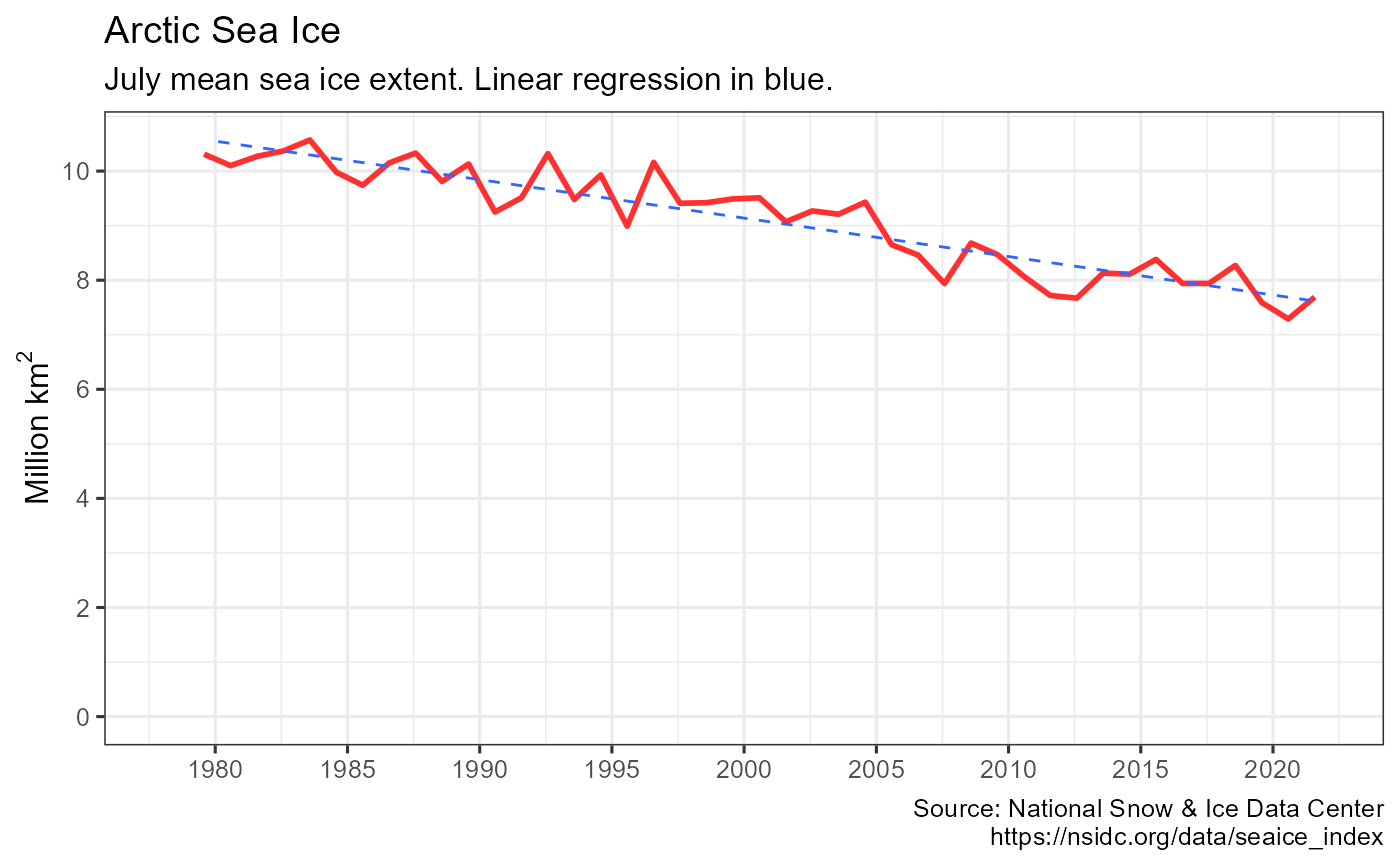 Arctic Sea Ice
July mean sea ice extent. Linear regression in blue.
Million km²
10
8
6
4
2
0
1980 1985 1990 1995 2000 2005 2010 2015 2020
Source: National Snow & Ice Data Center
https://nsidc.org/data/seaice_index